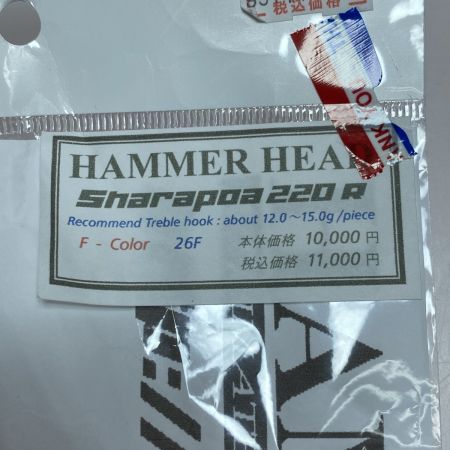 税込価格
HAMMER HEA
Sharapoa 220 R
Recommend Treble hook : about 12.0～15.0g /piece
F - Color 26F 本体価格 10,000 円
税込価格 11,000 円